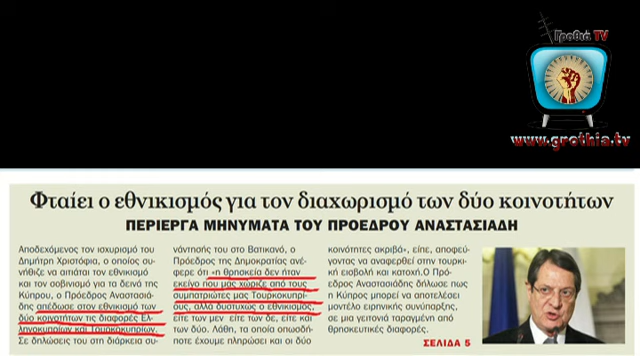 Γροθιά TV
www.grothia.tv
Φταίει ο εθνικισμός για τον διαχωρισμό των δύο κοινοτήτων
ΠΕΡΙΕΡΓΑ ΜΗΝΥΜΑΤΑ ΤΟΥ ΠΡΟΕΔΡΟΥ ΑΝΑΣΤΑΣΙΑΔΗ
Αποδεχόμενος τον ισχυρισμό του
Δημήτρη Χριστόφια, ο οποίος συ-
νήθιζε να αιτιάται τον εθνικισμό
και τον σοβινισμό για τα δεινά της
Κύπρου, ο Πρόεδρος Αναστασιά-
δης απέδωσε στον εθνικισμό των
δύο κοινοτήτων τις διαφορές Ελ-
ληνοκυπρίων και Τουρκοκυπρίων.
Σε δηλώσεις του στη διάρκεια συ-
νάντησής του στο Βατικανό, ο
Πρόεδρος της Δημοκρατίας ανέ-
φερε ότι «η θρησκεία δεν ήταν
εκείνο που μας χώριζε από τους
συμπατριώτες μας Τουρκοκυπρί-
ους, αλλά δυστυχώς ο εθνικισμός,
είτε των μεν είτε των δε, είτε και
των δύο. Λάθη, τα οποία οπωσδή-
ποτε έχουμε πληρώσει και οι δύο
κοινότητες ακριβά», είπε, αποφεύ-
γοντας να αναφερθεί στην τουρκι-
κή εισβολή και κατοχή. Ο Πρό-
εδρος Αναστασιάδης δήλωσε πως
η Κύπρος μπορεί να αποτελέσει
μοντέλο ειρηνικής συνύπαρξης,
σε μια γειτονιά ταραγμένη από
θρησκευτικές διαφορές.
ΣΕΛΙΔΑ 5